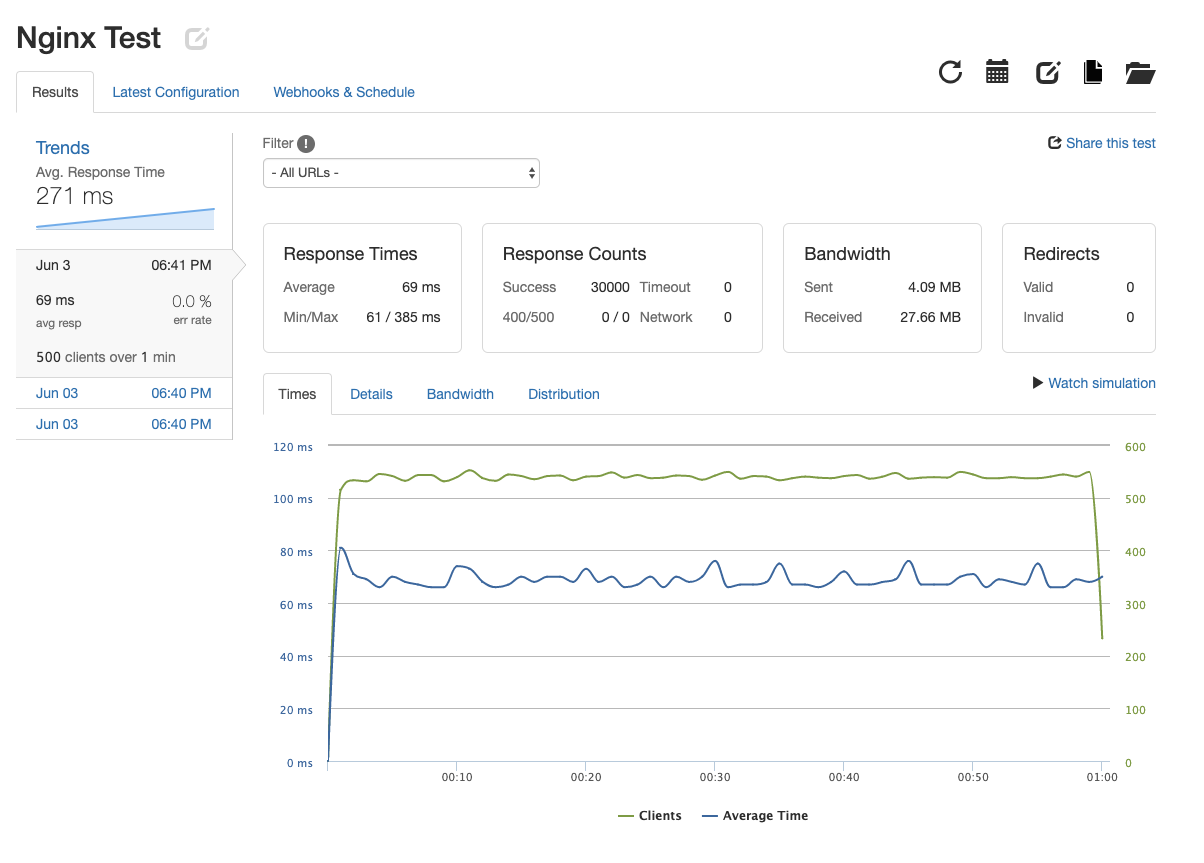 Nginx Test
Results Latest Configuration Webhooks & Schedule
Trends
Avg. Response Time
271 ms
Jun 3 06:41 PM
69 ms 0.0 %
avg resp err rate
500 clients over 1 min
Jun 03 06:40 PM
Jun 03 06:40 PM
Filter !
- All URLs -
Share this test
Response Times
Average 69 ms
Min/Max 61 / 385 ms
Response Counts
Success 30000 Timeout 0
400/500 0 / 0 Network 0
Bandwidth
Sent 4.09 MB
Received 27.66 MB
Redirects
Valid 0
Invalid 0
Times Details Bandwidth Distribution
Watch simulation
120 ms 600
100 ms 500
80 ms 400
60 ms 300
40 ms 200
20 ms 100
0 ms 0
00:10 00:20 00:30 00:40 00:50 01:00
Clients Average Time